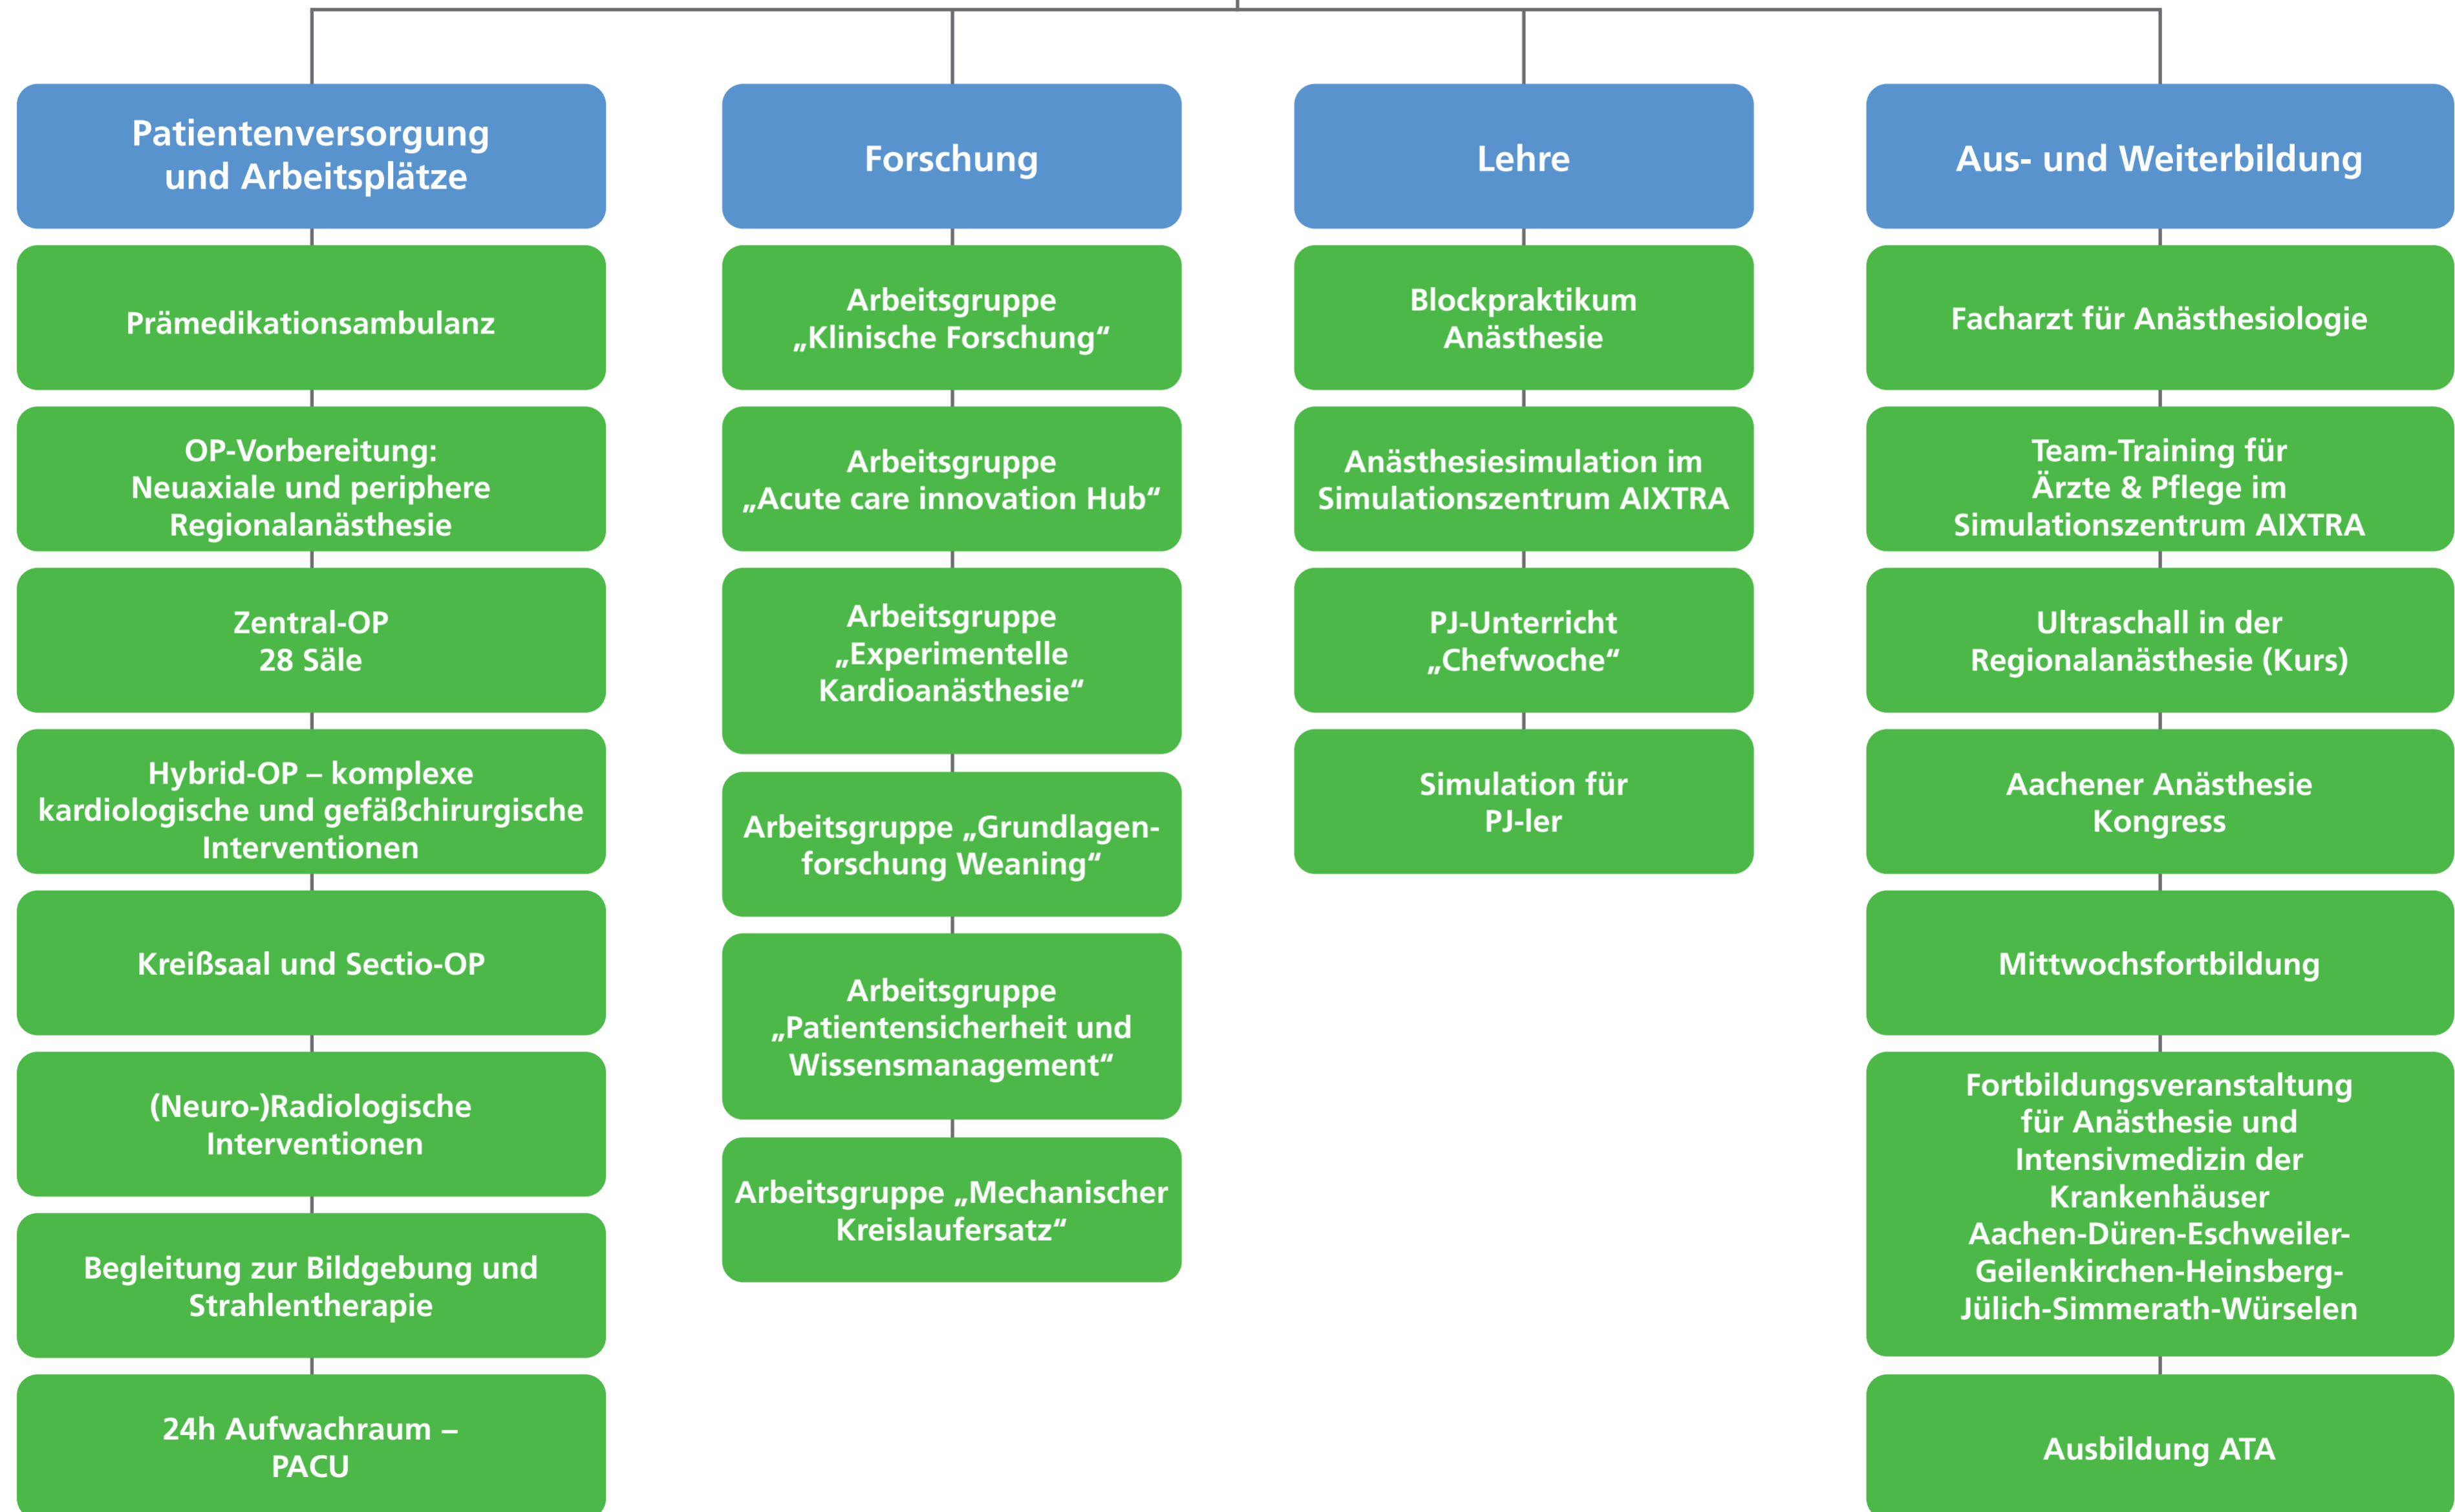 Patientenversorgung
und Arbeitsplätze
Prämedikationsambulanz
OP-Vorbereitung:
Neuaxiale und periphere
Regionalanästhesie
Zentral-OP
28 Säle
Hybrid-OP – komplexe
kardiologische und gefäßchirurgische
Interventionen
Kreißsaal und Sectio-OP
(Neuro-)Radiologische
Interventionen
Begleitung zur Bildgebung und
Strahlentherapie
24h Aufwachraum –
PACU
Forschung
Arbeitsgruppe
„Klinische Forschung“
Arbeitsgruppe
„Acute care innovation Hub“
Arbeitsgruppe
„Experimentelle
Kardioanästhesie“
Arbeitsgruppe „Grundlagen-
forschung Weaning“
Arbeitsgruppe
„Patientensicherheit und
Wissensmanagement“
Arbeitsgruppe „Mechanischer
Kreislaufersatz“
Lehre
Blockpraktikum
Anästhesie
Anästhesiesimulation im
Simulationszentrum AIXTRA
PJ-Unterricht
„Chefwoche“
Simulation für
PJ-ler
Aus- und Weiterbildung
Facharzt für Anästhesiologie
Team-Training für
Ärzte & Pflege im
Simulationszentrum AIXTRA
Ultraschall in der
Regionalanästhesie (Kurs)
Aachener Anästhesie
Kongress
Mittwochsfortbildung
Fortbildungsveranstaltung
für Anästhesie und
Intensivmedizin der
Krankenhäuser
Aachen-Düren-Eschweiler-
Geilenkirchen-Heinsberg-
Jülich-Simmerath-Würselen
Ausbildung ATA